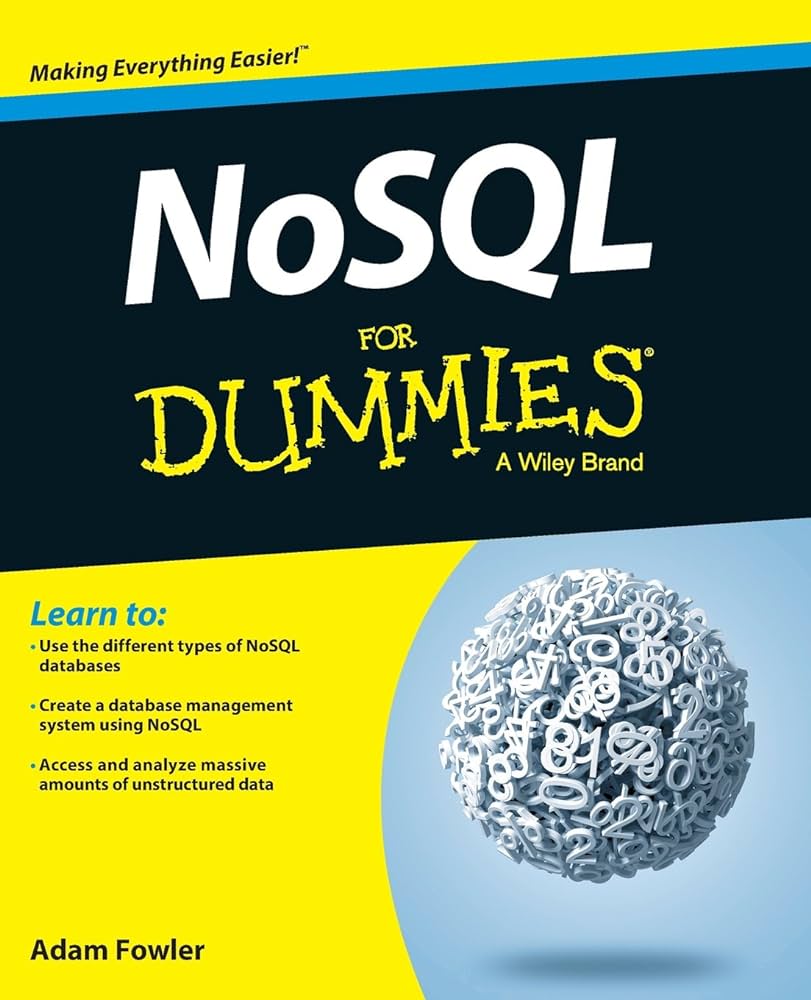 Making Everything Easier!™
NoSQL
FOR
DUMMIES®
A Wiley Brand
Learn to:
• Use the different types of NoSQL
databases
• Create a database management
system using NoSQL
• Access and analyze massive
amounts of unstructured data
Adam Fowler